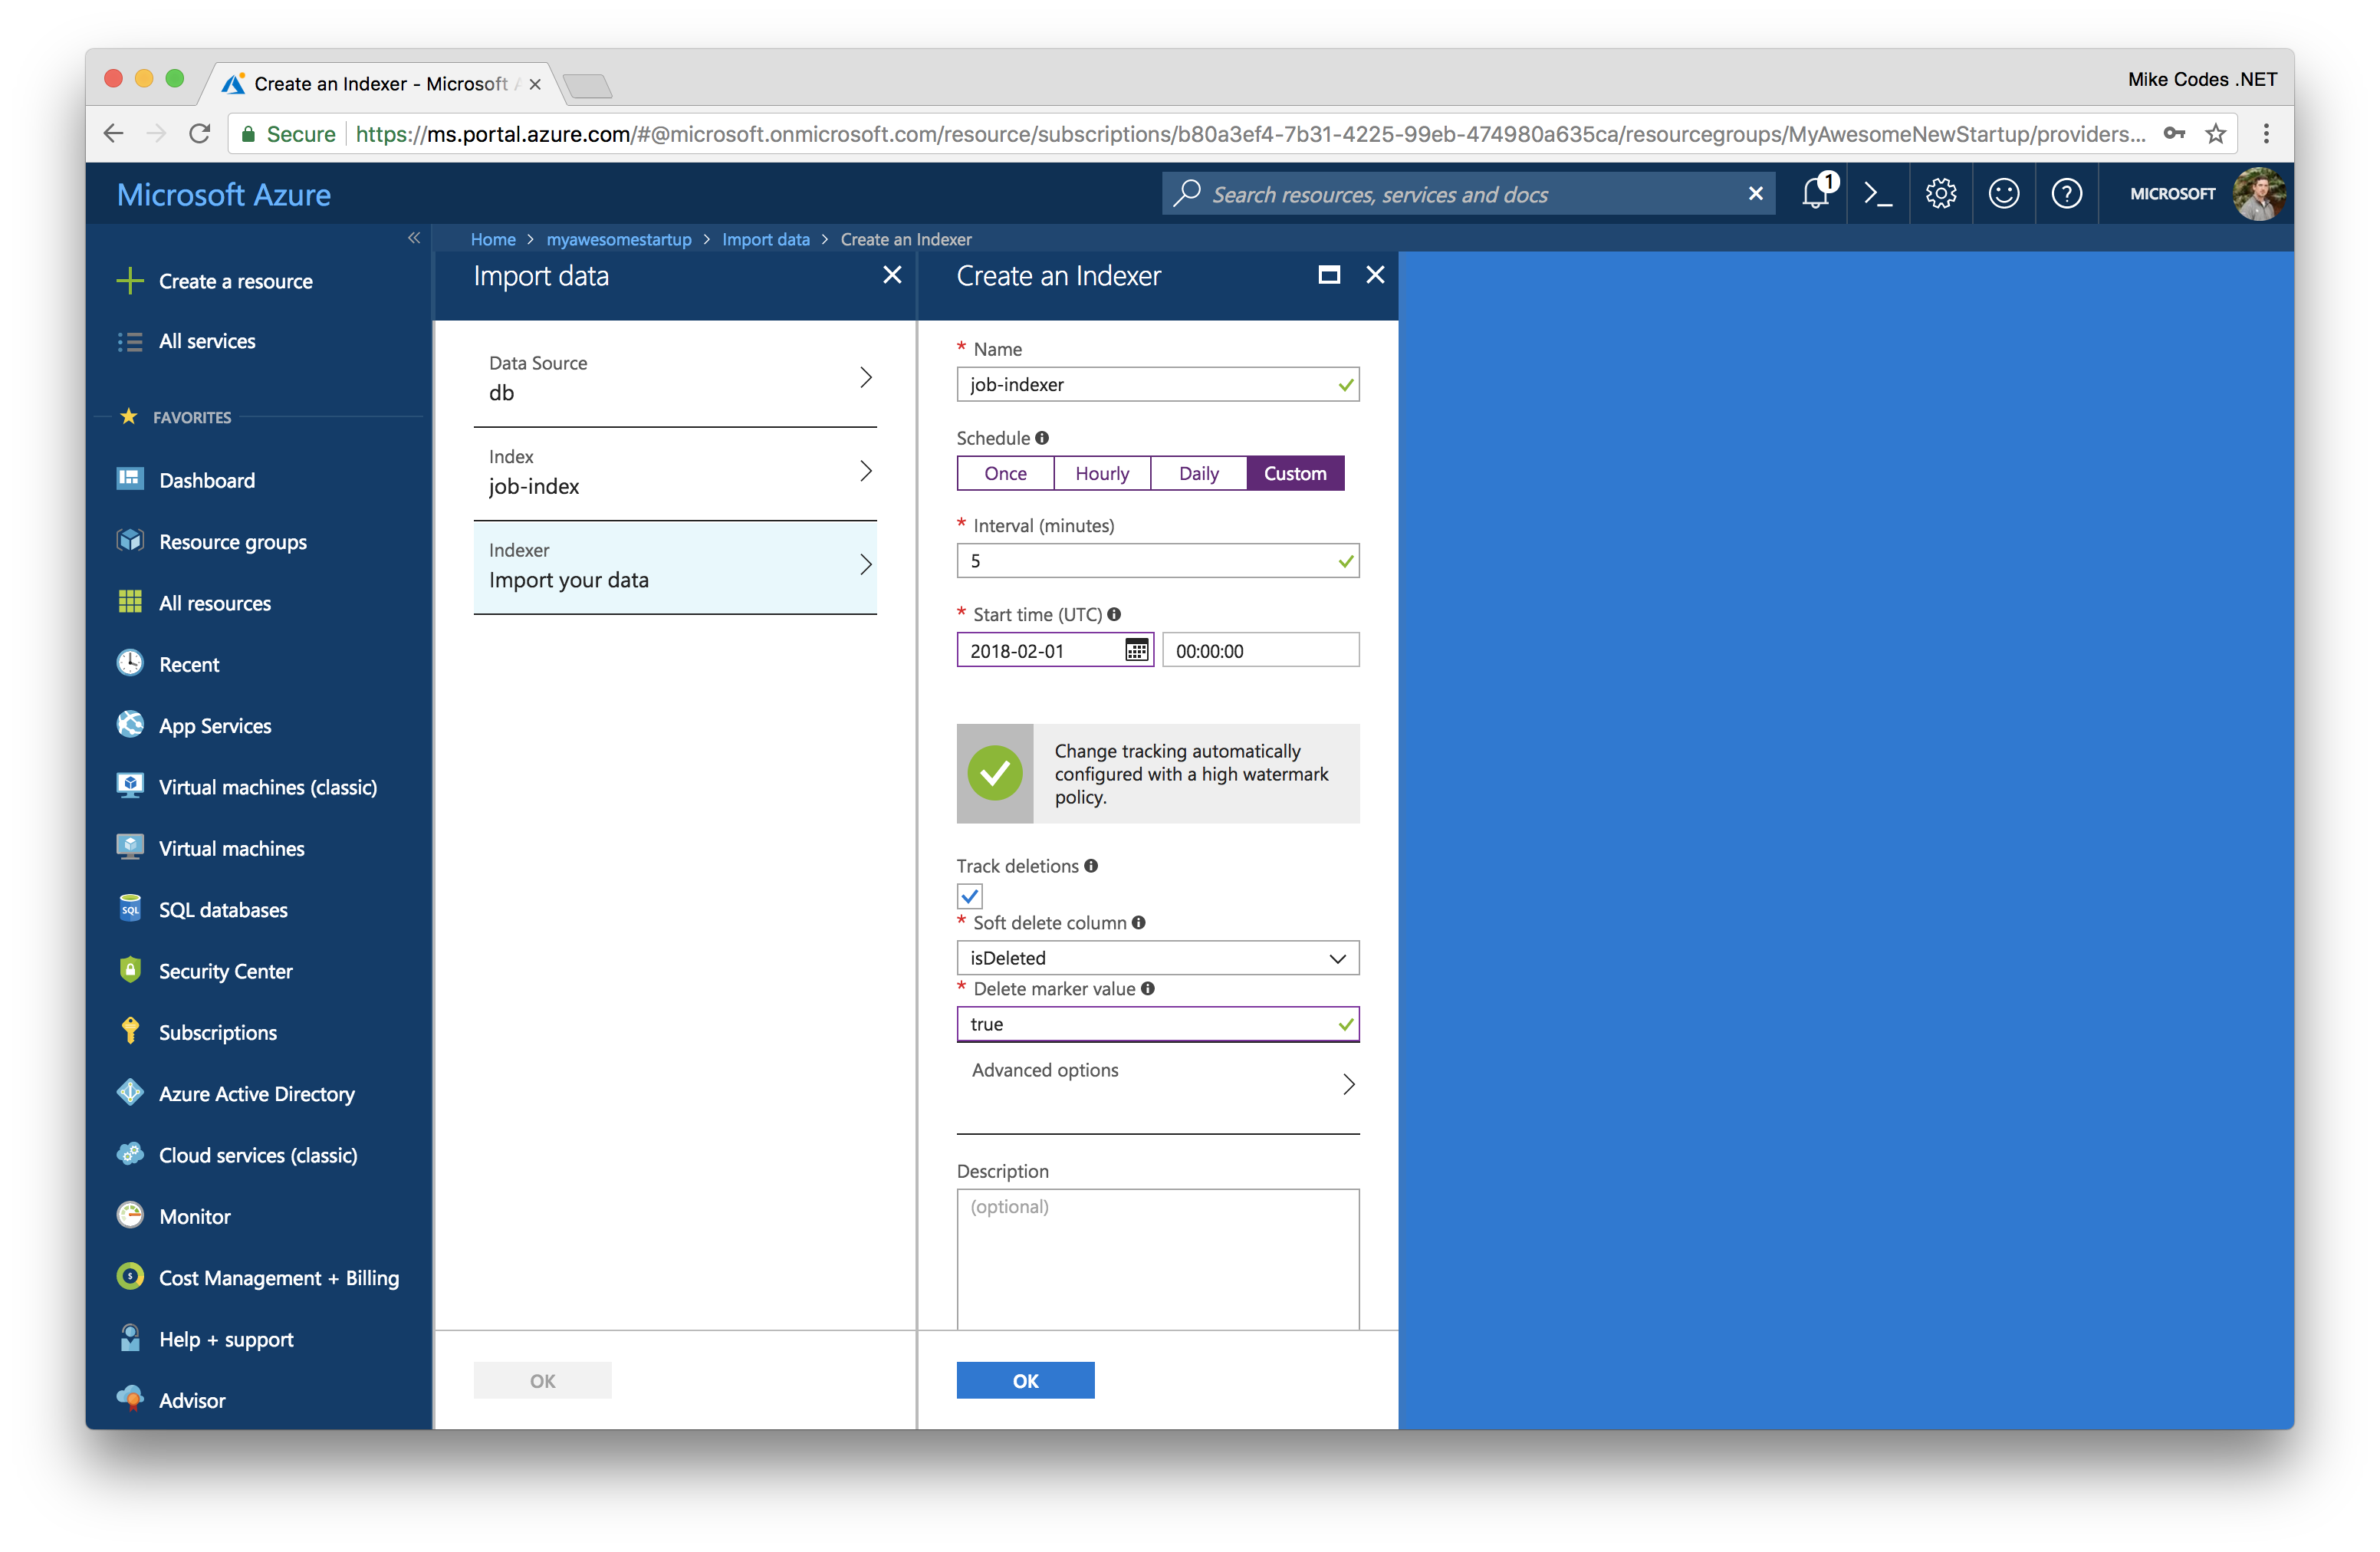 Create an Indexer - Microsoft
Mike Codes .NET
Secure
https://ms.portal.azure.com/#@microsoft.onmicrosoft.com/resource/subscriptions/b80a3ef4-7b31-4225-99eb-474980a635ca/resourcegroups/MyAwesomeNewStartup/providers...
Microsoft Azure
Search resources, services and docs
1
MICROSOFT
Home > myawesomestartup > Import data > Create an Indexer
Create a resource
All services
FAVORITES
Dashboard
Resource groups
All resources
Recent
App Services
Virtual machines (classic)
Virtual machines
SQL
SQL databases
Security Center
Subscriptions
Azure Active Directory
Cloud services (classic)
Monitor
Cost Management + Billing
Help + support
Advisor
Import data
Data Source
db
Index
job-index
Indexer
Import your data
OK
Create an Indexer
* Name
job-indexer
Schedule
Once
Hourly
Daily
Custom
* Interval (minutes)
5
* Start time (UTC)
2018-02-01
00:00:00
Change tracking automatically
configured with a high watermark
policy.
Track deletions
* Soft delete column
isDeleted
* Delete marker value
true
Advanced options
Description
(optional)
OK